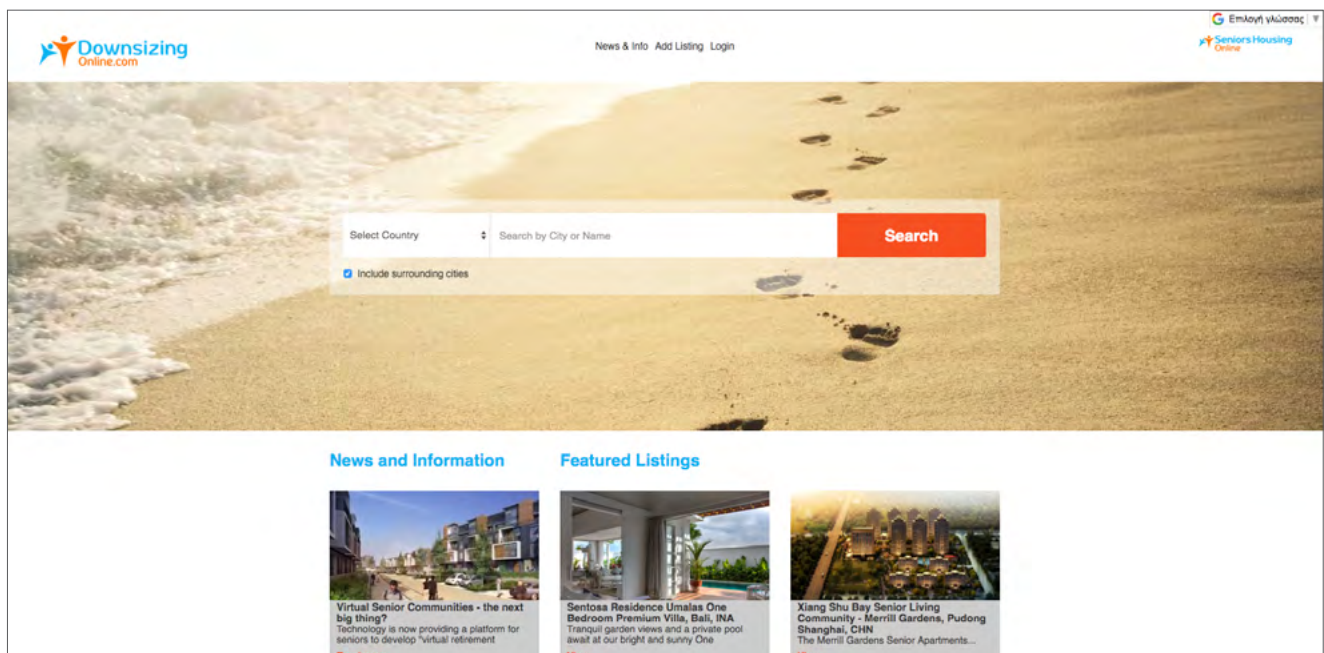 Επιλογή γλώσσας
Downsizing
Online.com
News & Info Add Listing Login
Seniors Housing
Online
Select Country
Search by City or Name
Search
Include surrounding cities
News and Information
Featured Listings
Virtual Senior Communities - the next
big thing?
Technology is now providing a platform for
seniors to develop "virtual retirement
Sentosa Residence Umalas One
Bedroom Premium Villa, Bali, INA
Tranquil garden views and a private pool
await at our bright and sunny One
Xiang Shu Bay Senior Living
Community - Merrill Gardens, Pudong
Shanghai, CHN
The Merrill Gardens Senior Apartments...